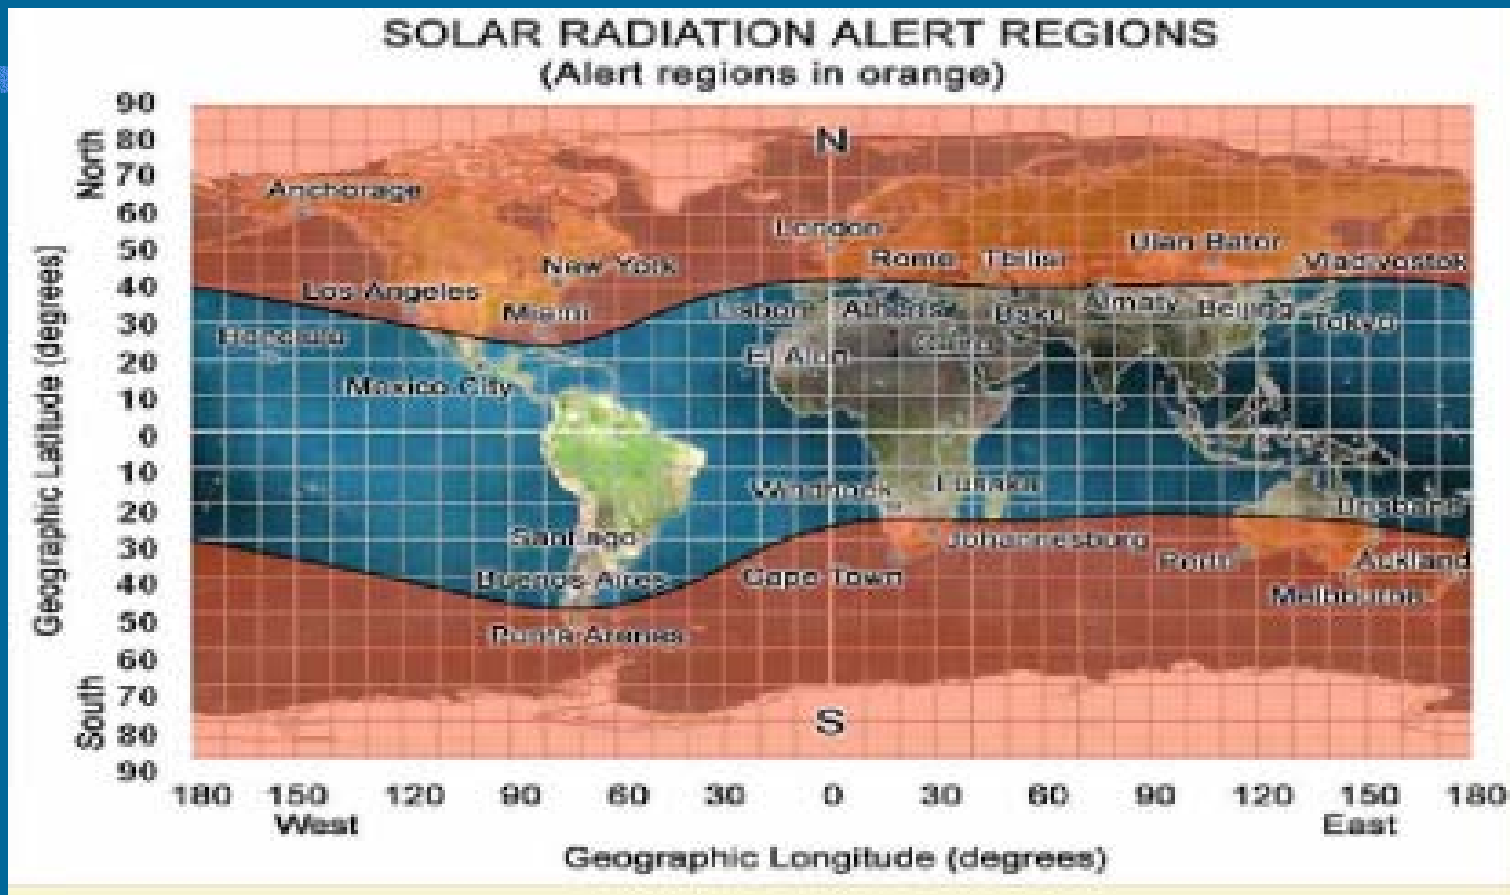 SOLAR RADIATION ALERT REGIONS
(Alert regions in orange)
Geographic Latitude (degrees)
North
South
90
80
70
60
50
40
30
20
10
0
10
20
30
40
50
60
70
80
90
N
Anchorage
London
Ulan Bator
New York
Rome
Tbilisi
Vladivostok
Los Angeles
Miami
Lisbon
Athens
Baku
Almaty
Beijing
Tokyo
Honolulu
Cairo
El Aiun
Mexico City
Windhoek
Lusaka
Brisbane
Santiago
Johannesburg
Perth
Auckland
Buenos Aires
Cape Town
Melbourne
Punta Arenas
S
180 150 120 90 60 30 0 30 60 90 120 150 180
West
East
Geographic Longitude (degrees)